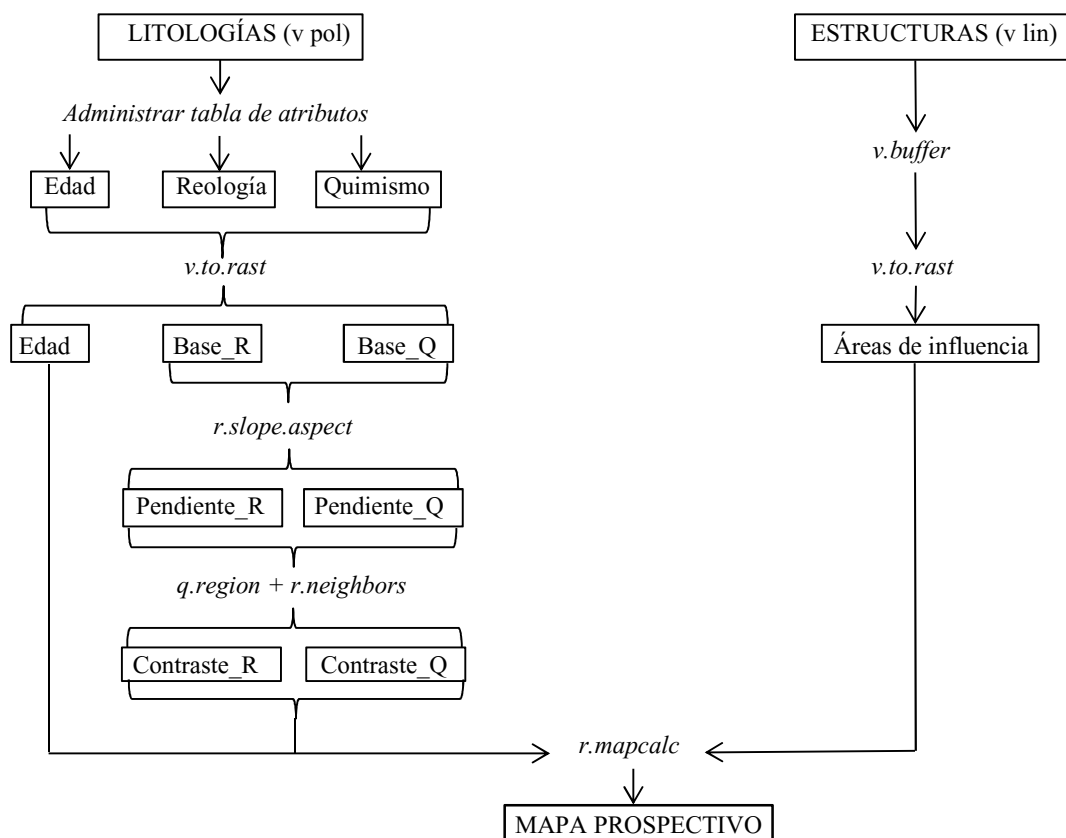 LITOLOGÍAS (v pol)
ESTRUCTURAS (v lin)
Administrar tabla de atributos
v.buffer
Edad
Reología
Quimismo
v.to.rast
v.to.rast
Edad
Base_R
Base_Q
Áreas de influencia
r.slope.aspect
Pendiente_R
Pendiente_Q
q.region + r.neighbors
Contraste_R
Contraste_Q
r.mapcalc
MAPA PROSPECTIVO